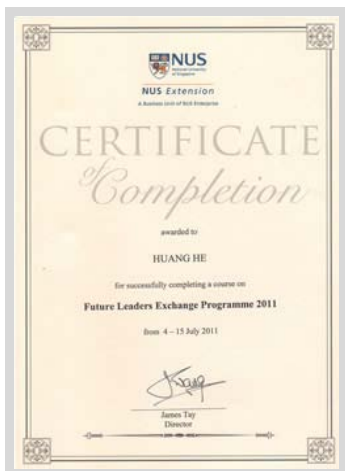 NUS
National University
of Singapore
NUS Extension
A Business Unit of NUS Enterprise
CERTIFICATE
of
Completion
awarded to
HUANG HE
for successfully completing a course on
Future Leaders Exchange Programme 2011
from 4 – 15 July 2011
James Tay
Director